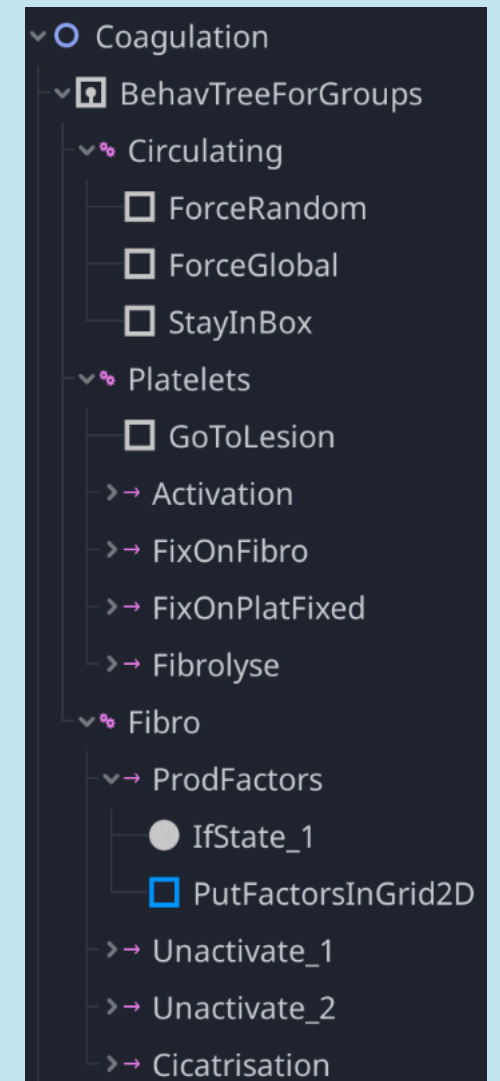 Coagulation
BehavTreeForGroups
Circulating
ForceRandom
ForceGlobal
StayInBox
Platelets
GoToLesion
Activation
FixOnFibro
FixOnPlatFixed
Fibrolyse
Fibro
ProdFactors
IfState_1
PutFactorsInGrid2D
Unactivate_1
Unactivate_2
Cicatrisation